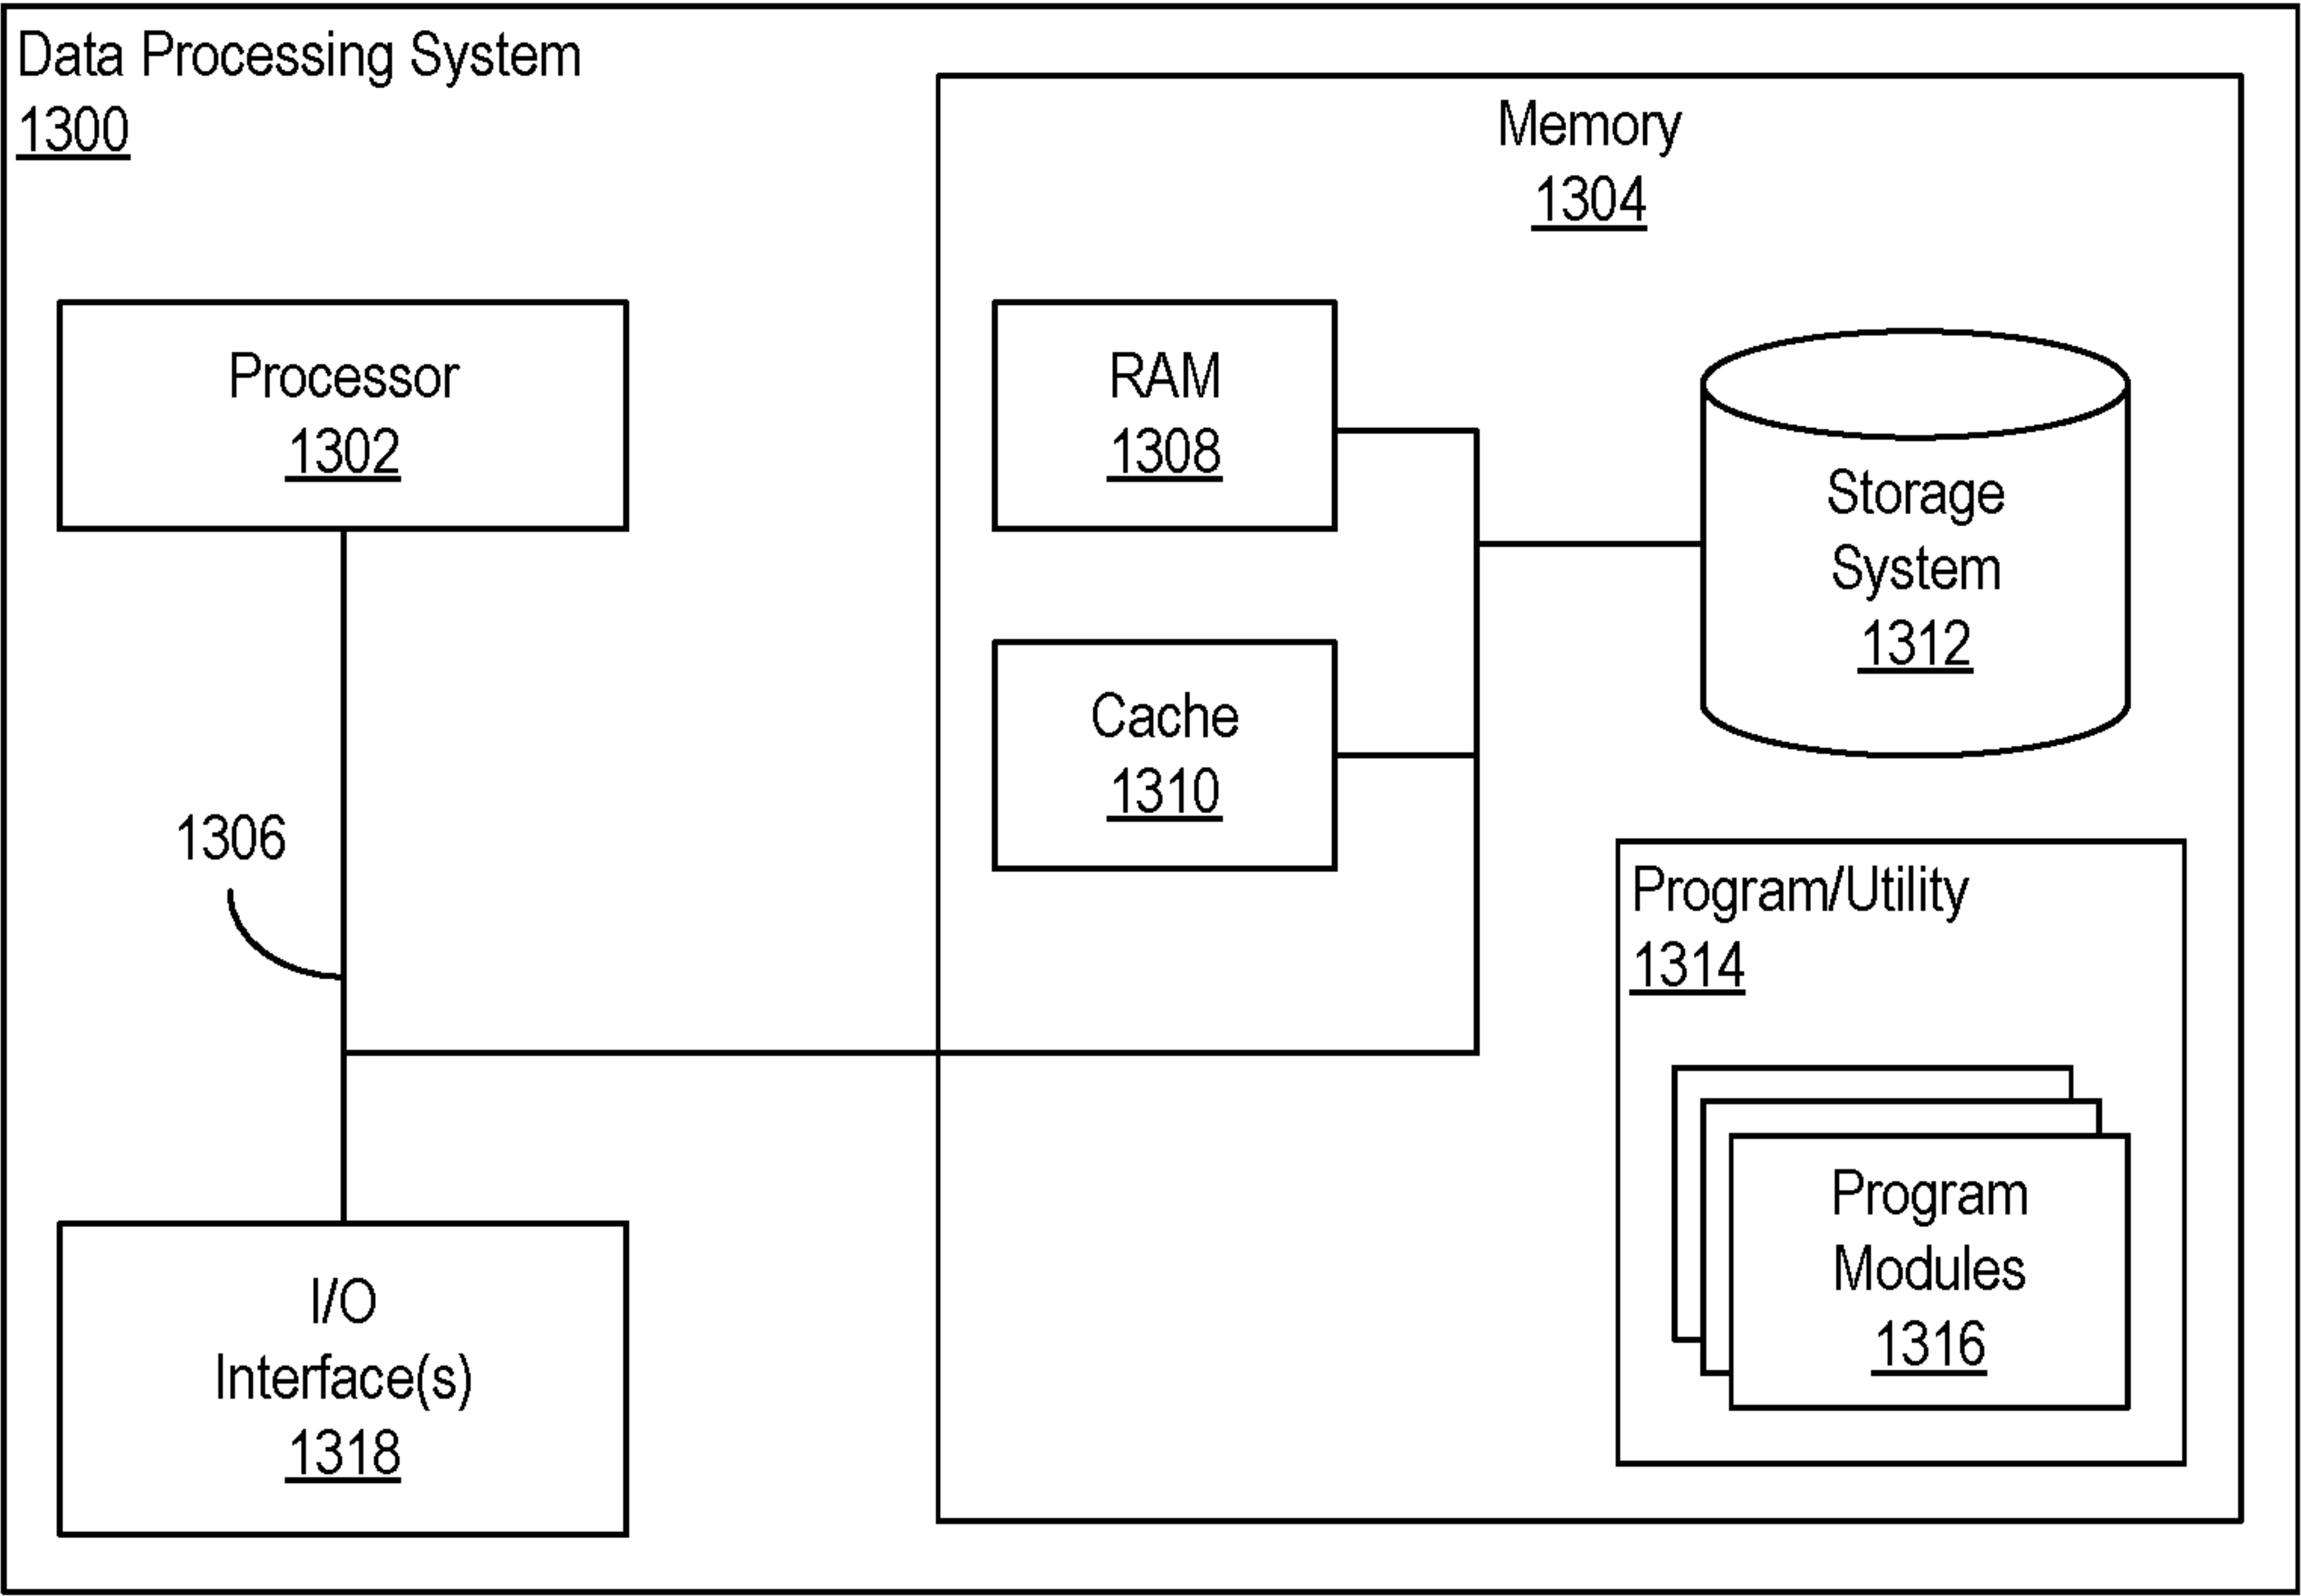 Data Processing System
1300
Memory
1304
Processor
1302
RAM
1308
Storage
System
1312
Cache
1310
1306
Program/Utility
1314
Program
Modules
1316
I/O
Interface(s)
1318